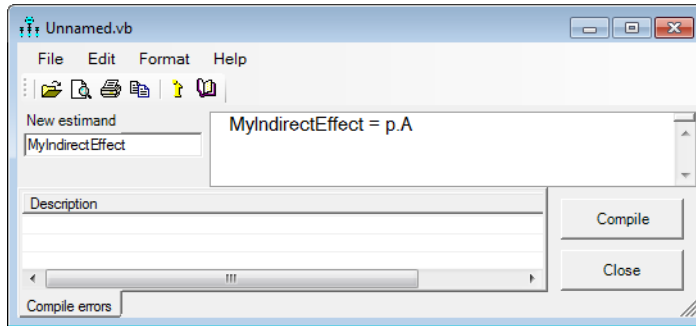 Unnamed.vb
File Edit Format Help
New estimand
MyIndirectEffect
MyIndirectEffect = p.A
Description
Compile
Close
Compile errors